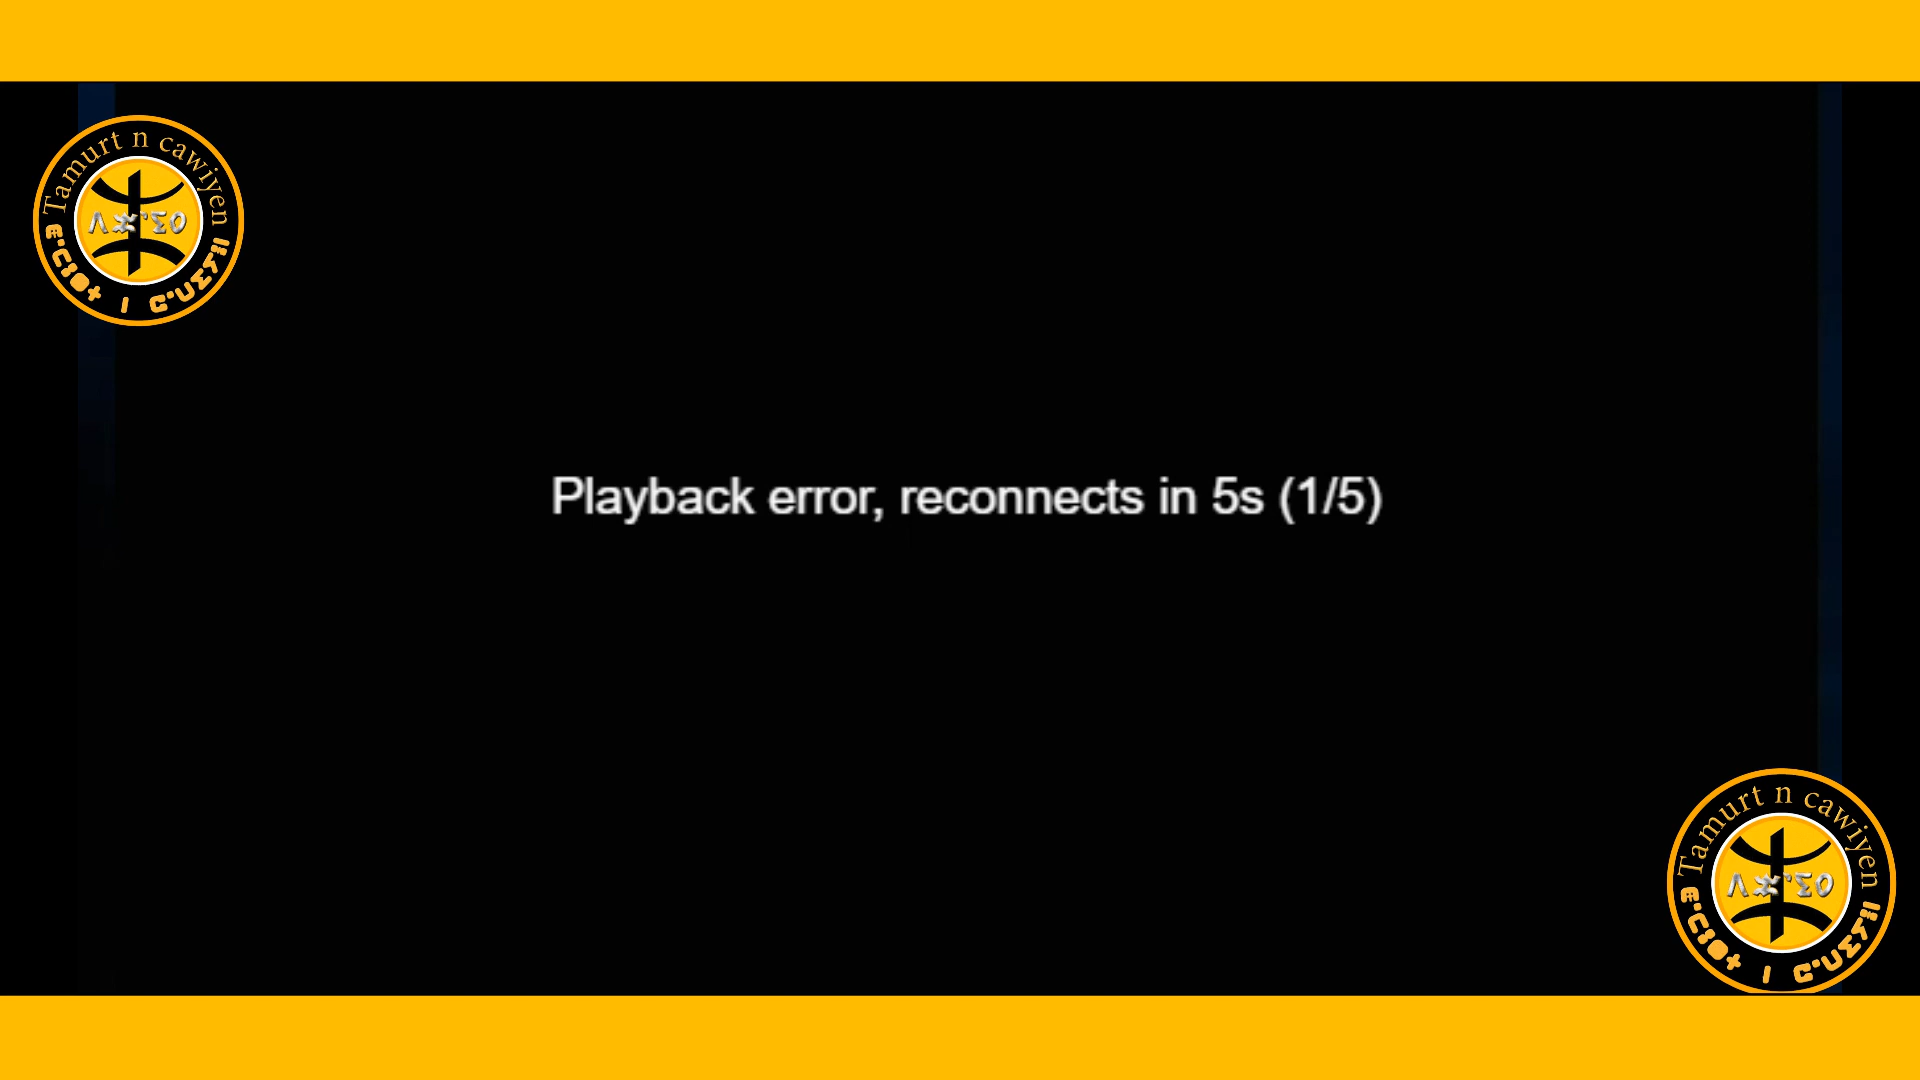 Tamurt n cawiyen
Playback error, reconnects in 5s (1/5)
Tamurt n cawiyen